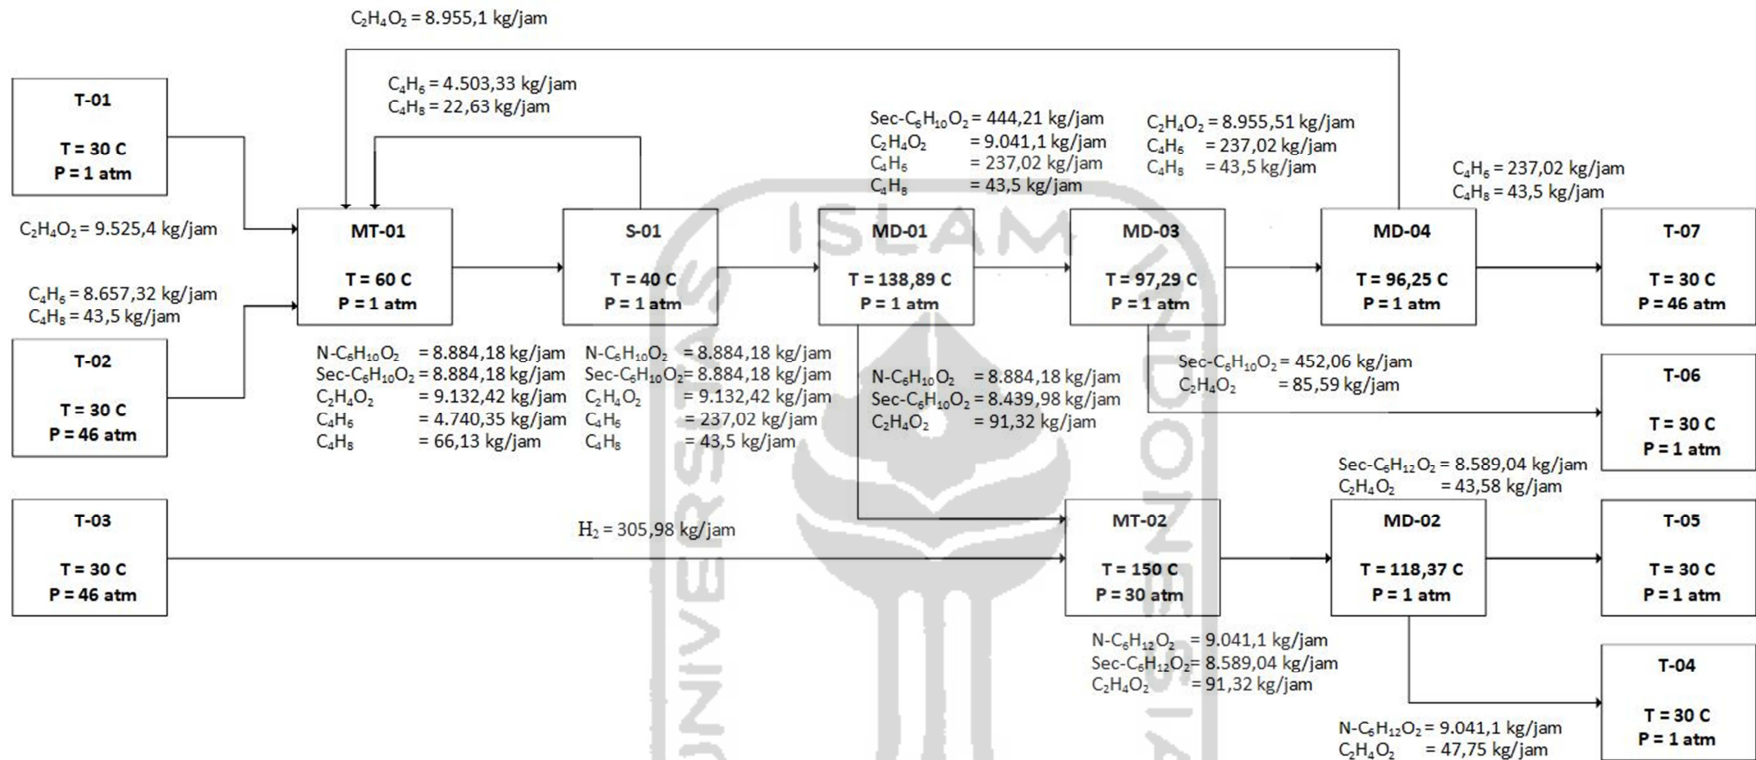 C₂H₄O₂ = 8.955,1 kg/jam
C₄H₆ = 4.503,33 kg/jam
C₄H₈ = 22,63 kg/jam
T-01
T = 30 C
P = 1 atm
C₂H₄O₂ = 9.525,4 kg/jam
C₄H₆ = 8.657,32 kg/jam
C₄H₈ = 43,5 kg/jam
T-02
T = 30 C
P = 46 atm
T-03
T = 30 C
P = 46 atm
MT-01
T = 60 C
P = 1 atm
N-C₆H₁₀O₂ = 8.884,18 kg/jam
Sec-C₆H₁₀O₂ = 8.884,18 kg/jam
C₂H₄O₂ = 9.132,42 kg/jam
C₄H₆ = 4.740,35 kg/jam
C₄H₈ = 66,13 kg/jam
S-01
T = 40 C
P = 1 atm
N-C₆H₁₀O₂ = 8.884,18 kg/jam
Sec-C₆H₁₀O₂= 8.884,18 kg/jam
C₂H₄O₂ = 9.132,42 kg/jam
C₄H₆ = 237,02 kg/jam
C₄H₈ = 43,5 kg/jam
Sec-C₆H₁₀O₂ = 444,21 kg/jam
C₂H₄O₂ = 9.041,1 kg/jam
C₄H₆ = 237,02 kg/jam
C₄H₈ = 43,5 kg/jam
MD-01
T = 138,89 C
P = 1 atm
N-C₆H₁₀O₂ = 8.884,18 kg/jam
Sec-C₆H₁₀O₂ = 8.439,98 kg/jam
C₂H₄O₂ = 91,32 kg/jam
C₂H₄O₂ = 8.955,51 kg/jam
C₄H₆ = 237,02 kg/jam
C₄H₈ = 43,5 kg/jam
MD-03
T = 97,29 C
P = 1 atm
Sec-C₆H₁₀O₂ = 452,06 kg/jam
C₂H₄O₂ = 85,59 kg/jam
MD-04
T = 96,25 C
P = 1 atm
C₄H₆ = 237,02 kg/jam
C₄H₈ = 43,5 kg/jam
T-07
T = 30 C
P = 46 atm
T-06
T = 30 C
P = 1 atm
H₂ = 305,98 kg/jam
MT-02
T = 150 C
P = 30 atm
N-C₆H₁₂O₂ = 9.041,1 kg/jam
Sec-C₆H₁₂O₂= 8.589,04 kg/jam
C₂H₄O₂ = 91,32 kg/jam
Sec-C₆H₁₂O₂ = 8.589,04 kg/jam
C₂H₄O₂ = 43,58 kg/jam
MD-02
T = 118,37 C
P = 1 atm
T-05
T = 30 C
P = 1 atm
N-C₆H₁₂O₂ = 9.041,1 kg/jam
C₂H₄O₂ = 47,75 kg/jam
T-04
T = 30 C
P = 1 atm
UNIVERSITAS
ISLAM
INDONESIA